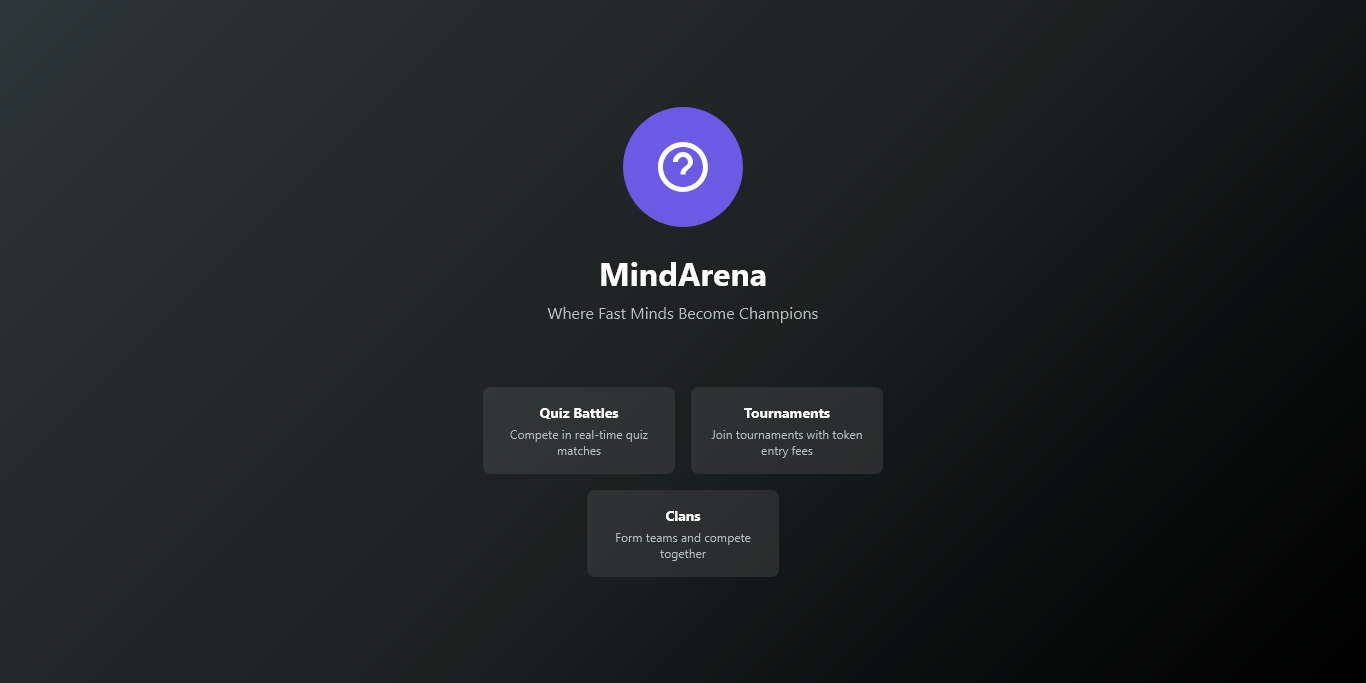 MindArena
Where Fast Minds Become Champions
Quiz Battles
Compete in real-time quiz
matches
Tournaments
Join tournaments with token
entry fees
Clans
Form teams and compete
together